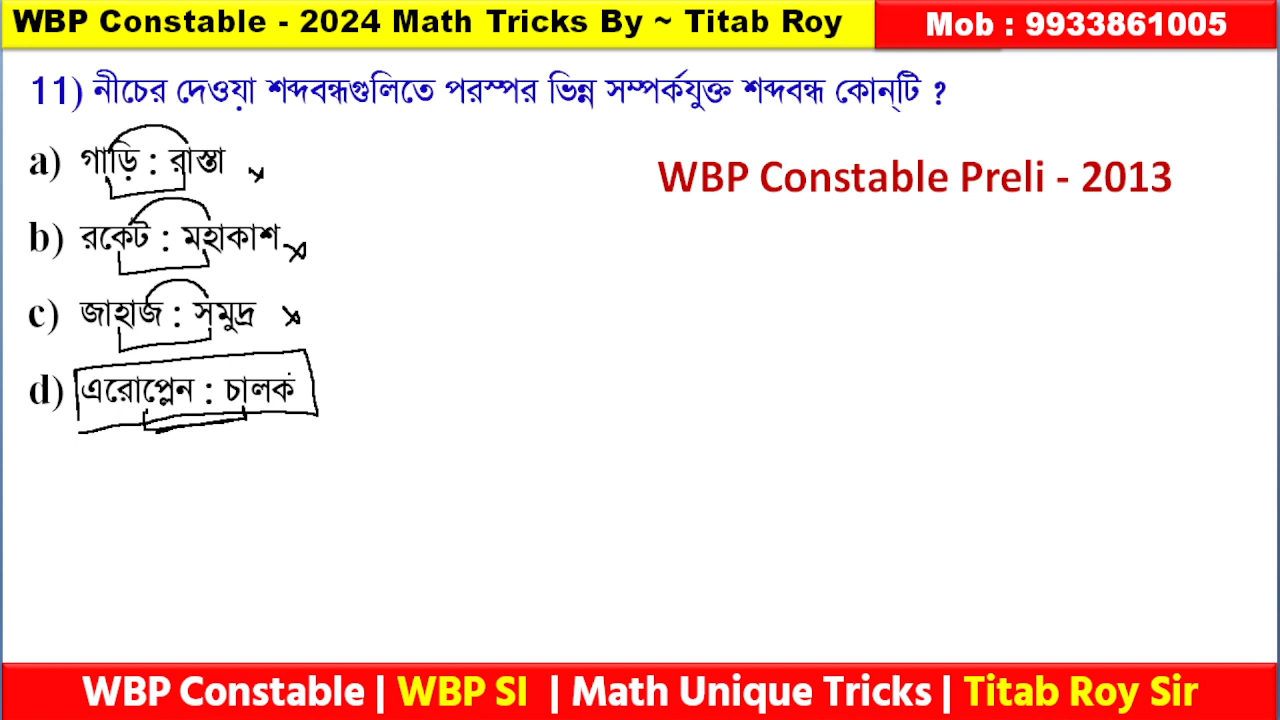 WBP Constable - 2024 Math Tricks By ~ Titab Roy
Mob : 9933861005
11) নীচের দেওয়া শব্দবন্ধগুলিতে পরস্পর ভিন্ন সম্পর্কযুক্ত শব্দবন্ধ কোন্‌টি ?
a) গাড়ি : রাস্তা
WBP Constable Preli - 2013
b) রকেট : মহাকাশ
c) জাহাজ : সমুদ্র
d) এরোপ্লেন : চালক
WBP Constable | WBP SI | Math Unique Tricks | Titab Roy Sir